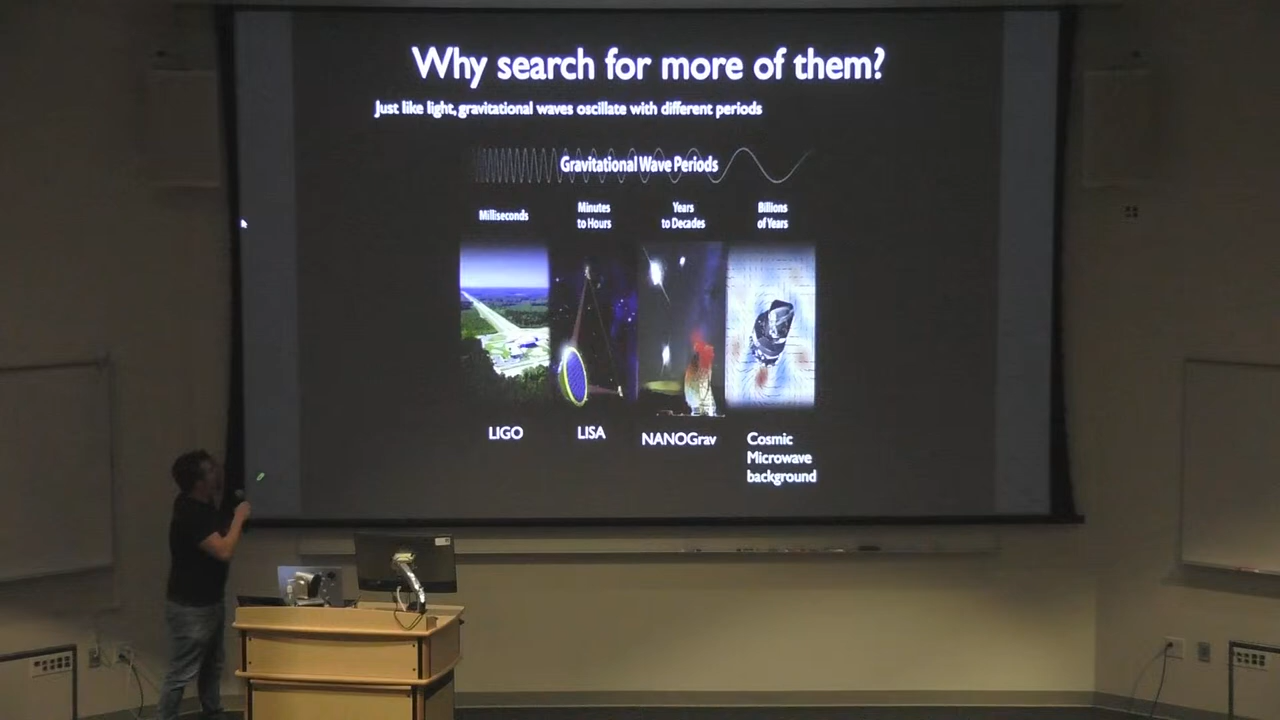 Why search for more of them?
Just like light, gravitational waves oscillate with different periods
Gravitational Wave Periods
Milliseconds
Minutes
to Hours
Years
to Decades
Billions
of Years
LIGO
LISA
NANOGrav
Cosmic
Microwave
background